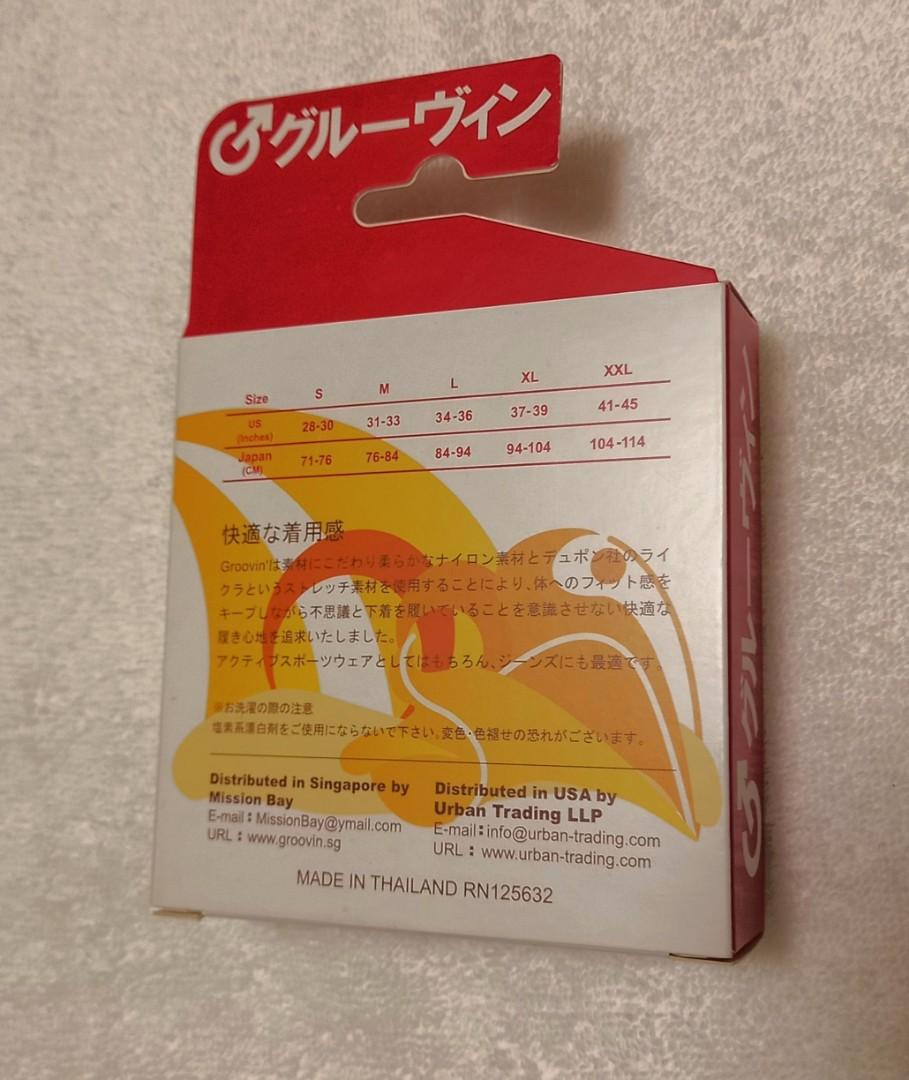 グルーヴィン
Size S M L XL XXL
US (Inches) 28-30 31-33 34-36 37-39 41-45
Japan (CM) 71-76 76-84 84-94 94-104 104-114
快適な着用感
Groovin'は素材にこだわり柔らかなナイロン素材とデュポン社のライ
クラというストレッチ素材を使用することにより、体へのフィット感を
キープしながら不思議と下着を履いていることを意識させない快適な
履き心地を追求いたしました。
アクティブスポーツウェアとしてはもちろん、ジーンズにも最適です。
※お洗濯の際の注意
塩素系漂白剤をご使用にならないで下さい。変色・色褪せの恐れがございます。
Distributed in Singapore by
Mission Bay
E-mail：MissionBay@ymail.com
URL：www.groovin.sg
Distributed in USA by
Urban Trading LLP
E-mail：info@urban-trading.com
URL：www.urban-trading.com
MADE IN THAILAND RN125632
グルーヴィン